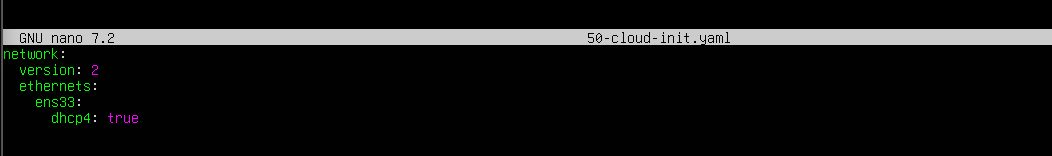 GNU nano 7.2 50-cloud-init.yaml
network:
  version: 2
  ethernets:
    ens33:
      dhcp4: true